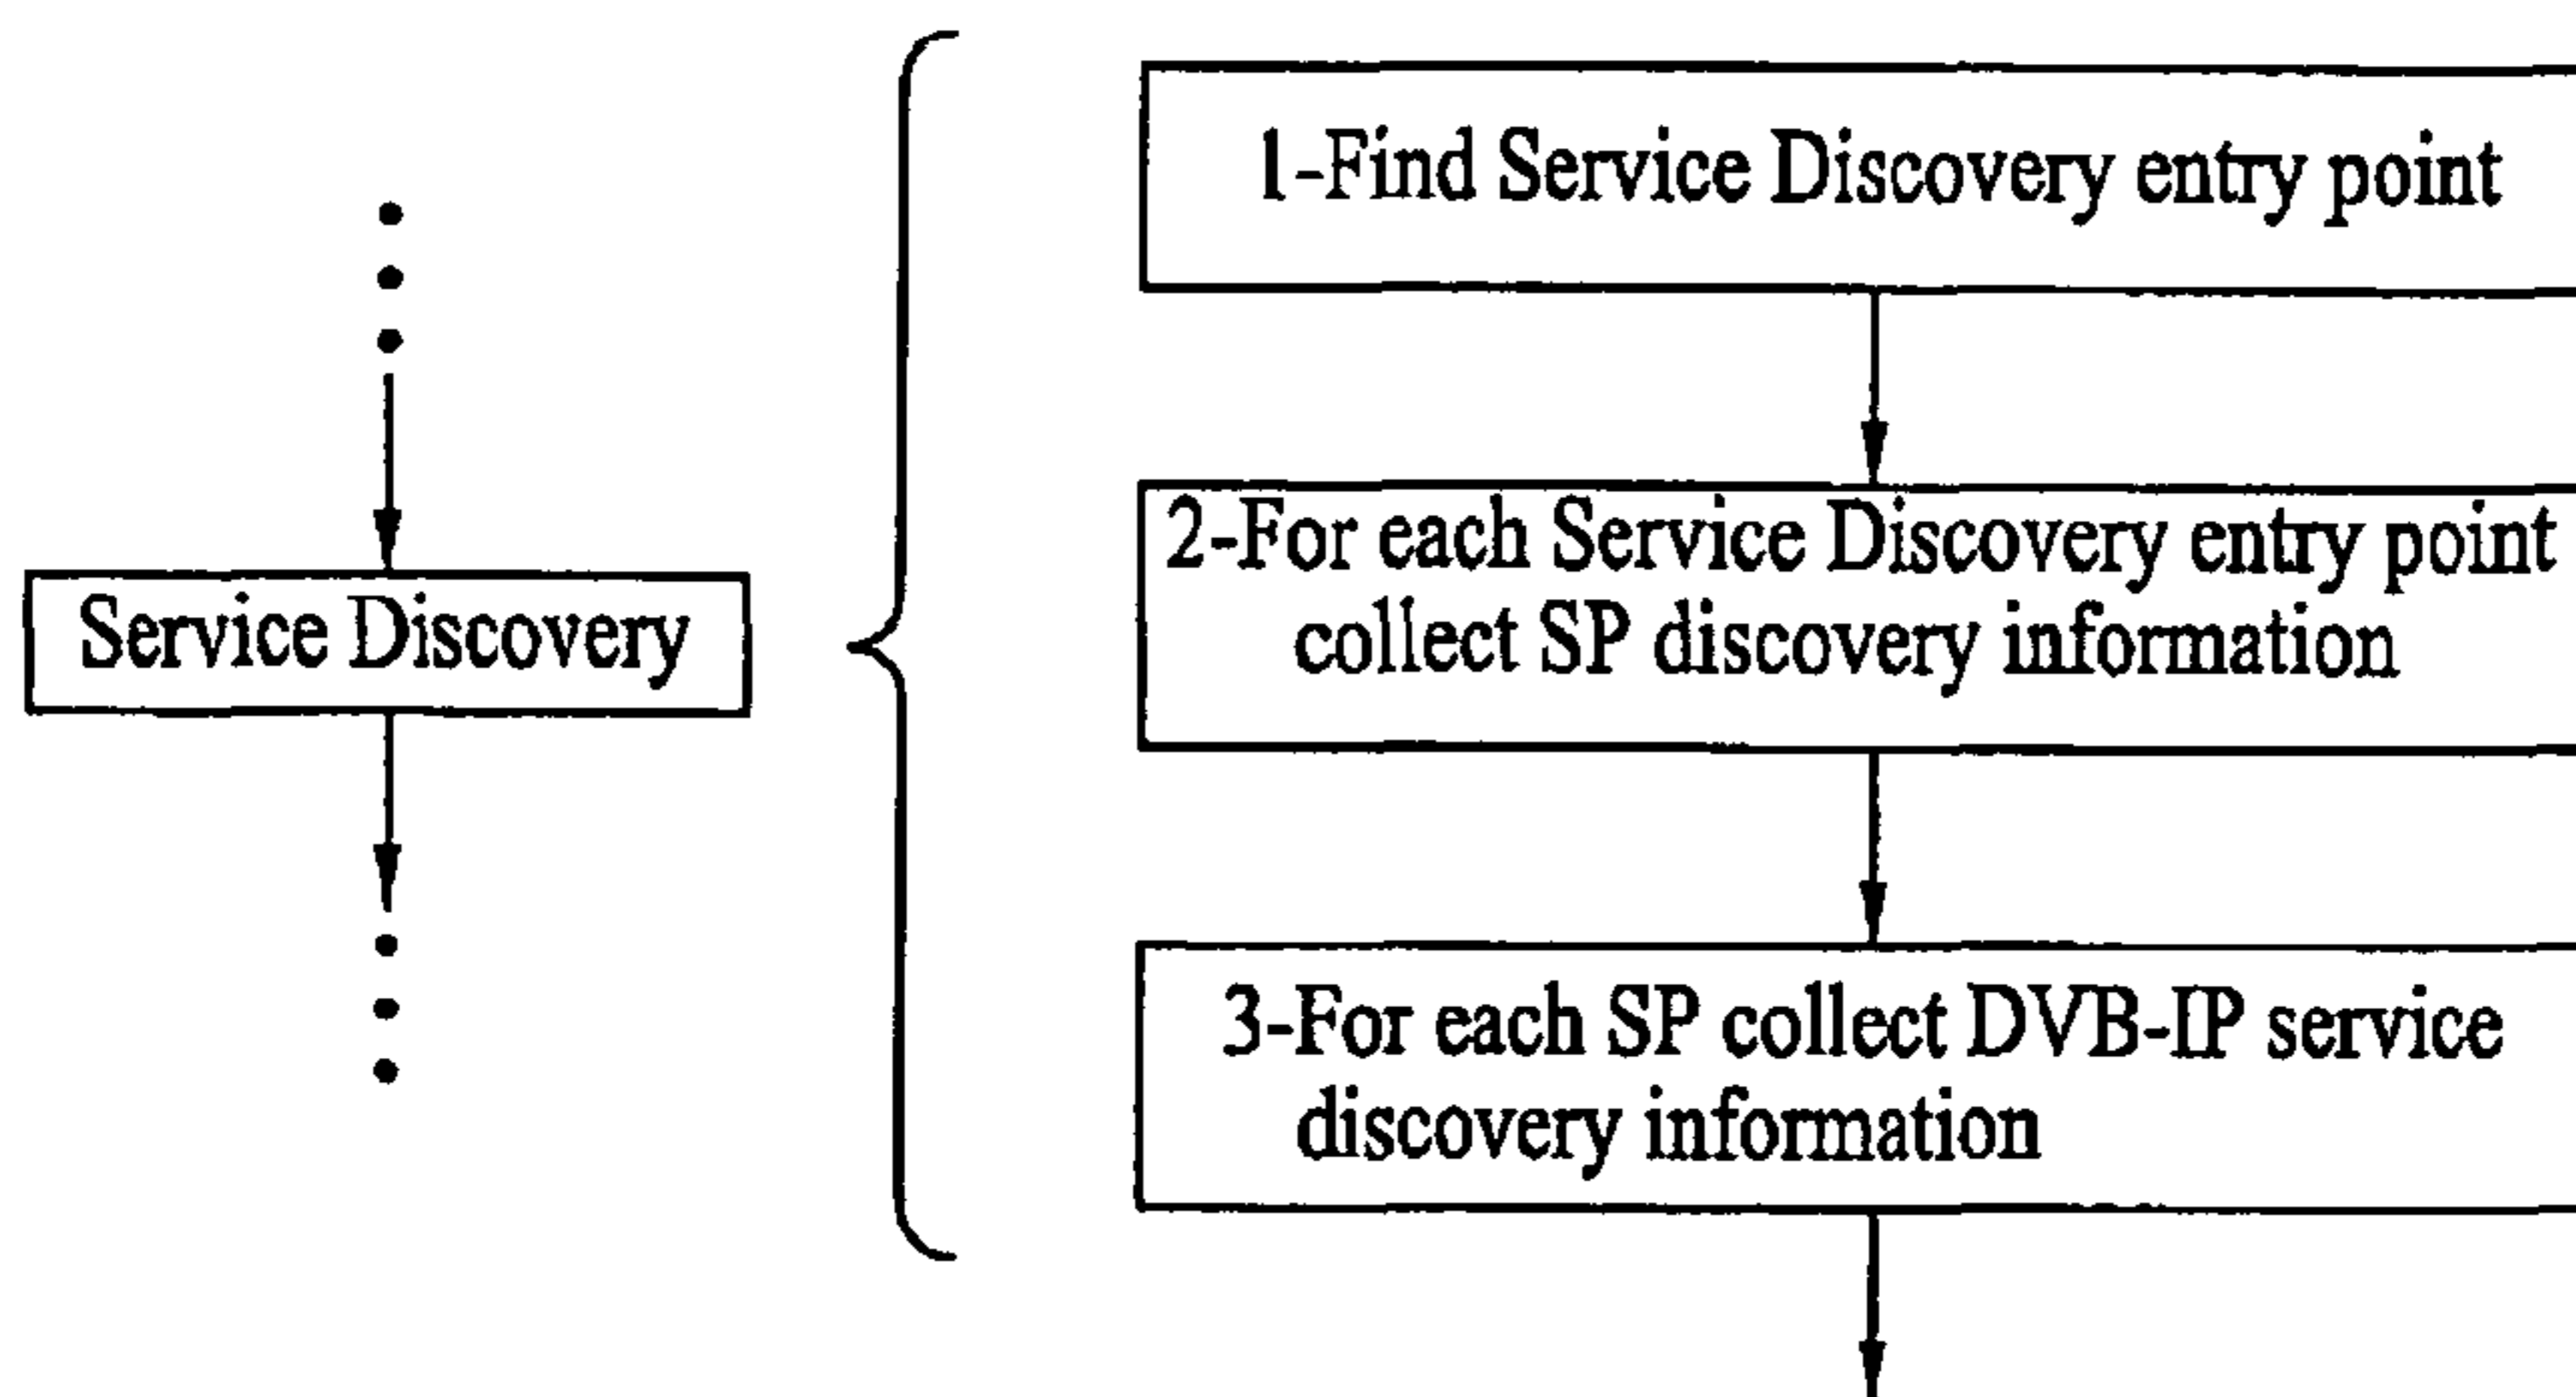 Service Discovery
1-Find Service Discovery entry point
2-For each Service Discovery entry point
collect SP discovery information
3-For each SP collect DVB-IP service
discovery information